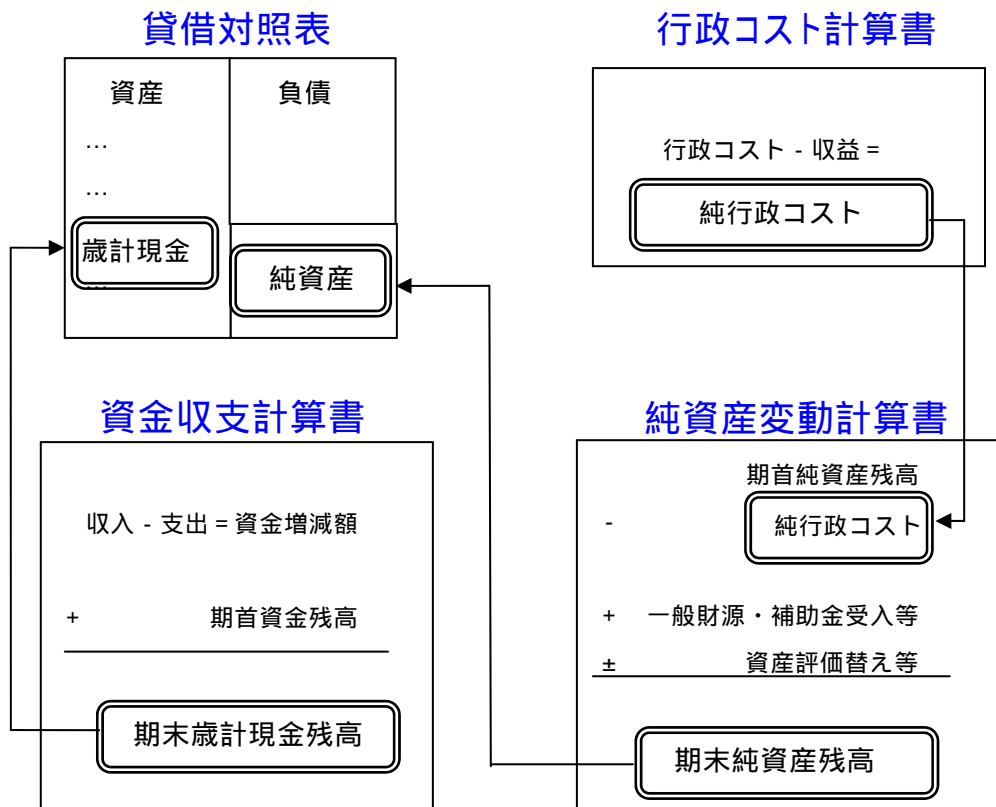 貸借対照表
資産
負債
…
…
歳計現金
…
純資産
行政コスト計算書
行政コスト - 収益 =
純行政コスト
資金収支計算書
収入 - 支出 = 資金増減額
+ 期首資金残高
期末歳計現金残高
純資産変動計算書
期首純資産残高
- 純行政コスト
+ 一般財源・補助金受入等
± 資産評価替え等
期末純資産残高